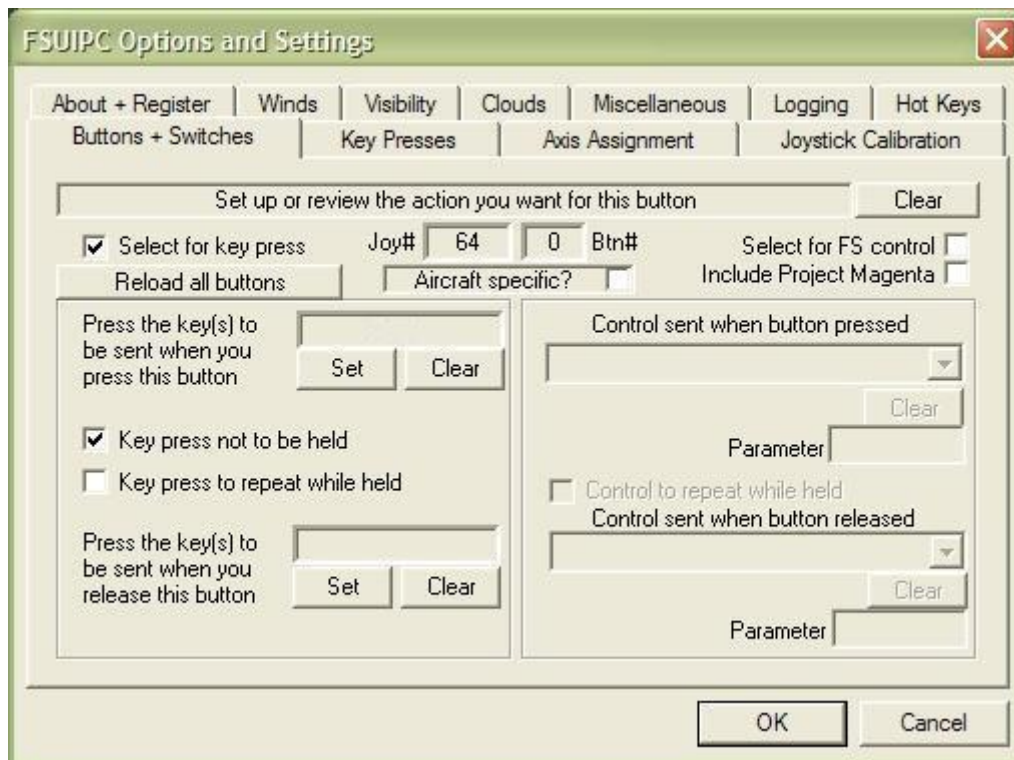 FSUIPC Options and Settings
About + Register Winds Visibility Clouds Miscellaneous Logging Hot Keys
Buttons + Switches Key Presses Axis Assignment Joystick Calibration
Set up or review the action you want for this button Clear
Select for key press Joy# 64 0 Btn# Select for FS control
Reload all buttons Aircraft specific? Include Project Magenta
Press the key(s) to
be sent when you
press this button
Set Clear
Key press not to be held
Key press to repeat while held
Press the key(s) to
be sent when you
release this button
Set Clear
Control sent when button pressed
Clear
Parameter
Control to repeat while held
Control sent when button released
Clear
Parameter
OK Cancel